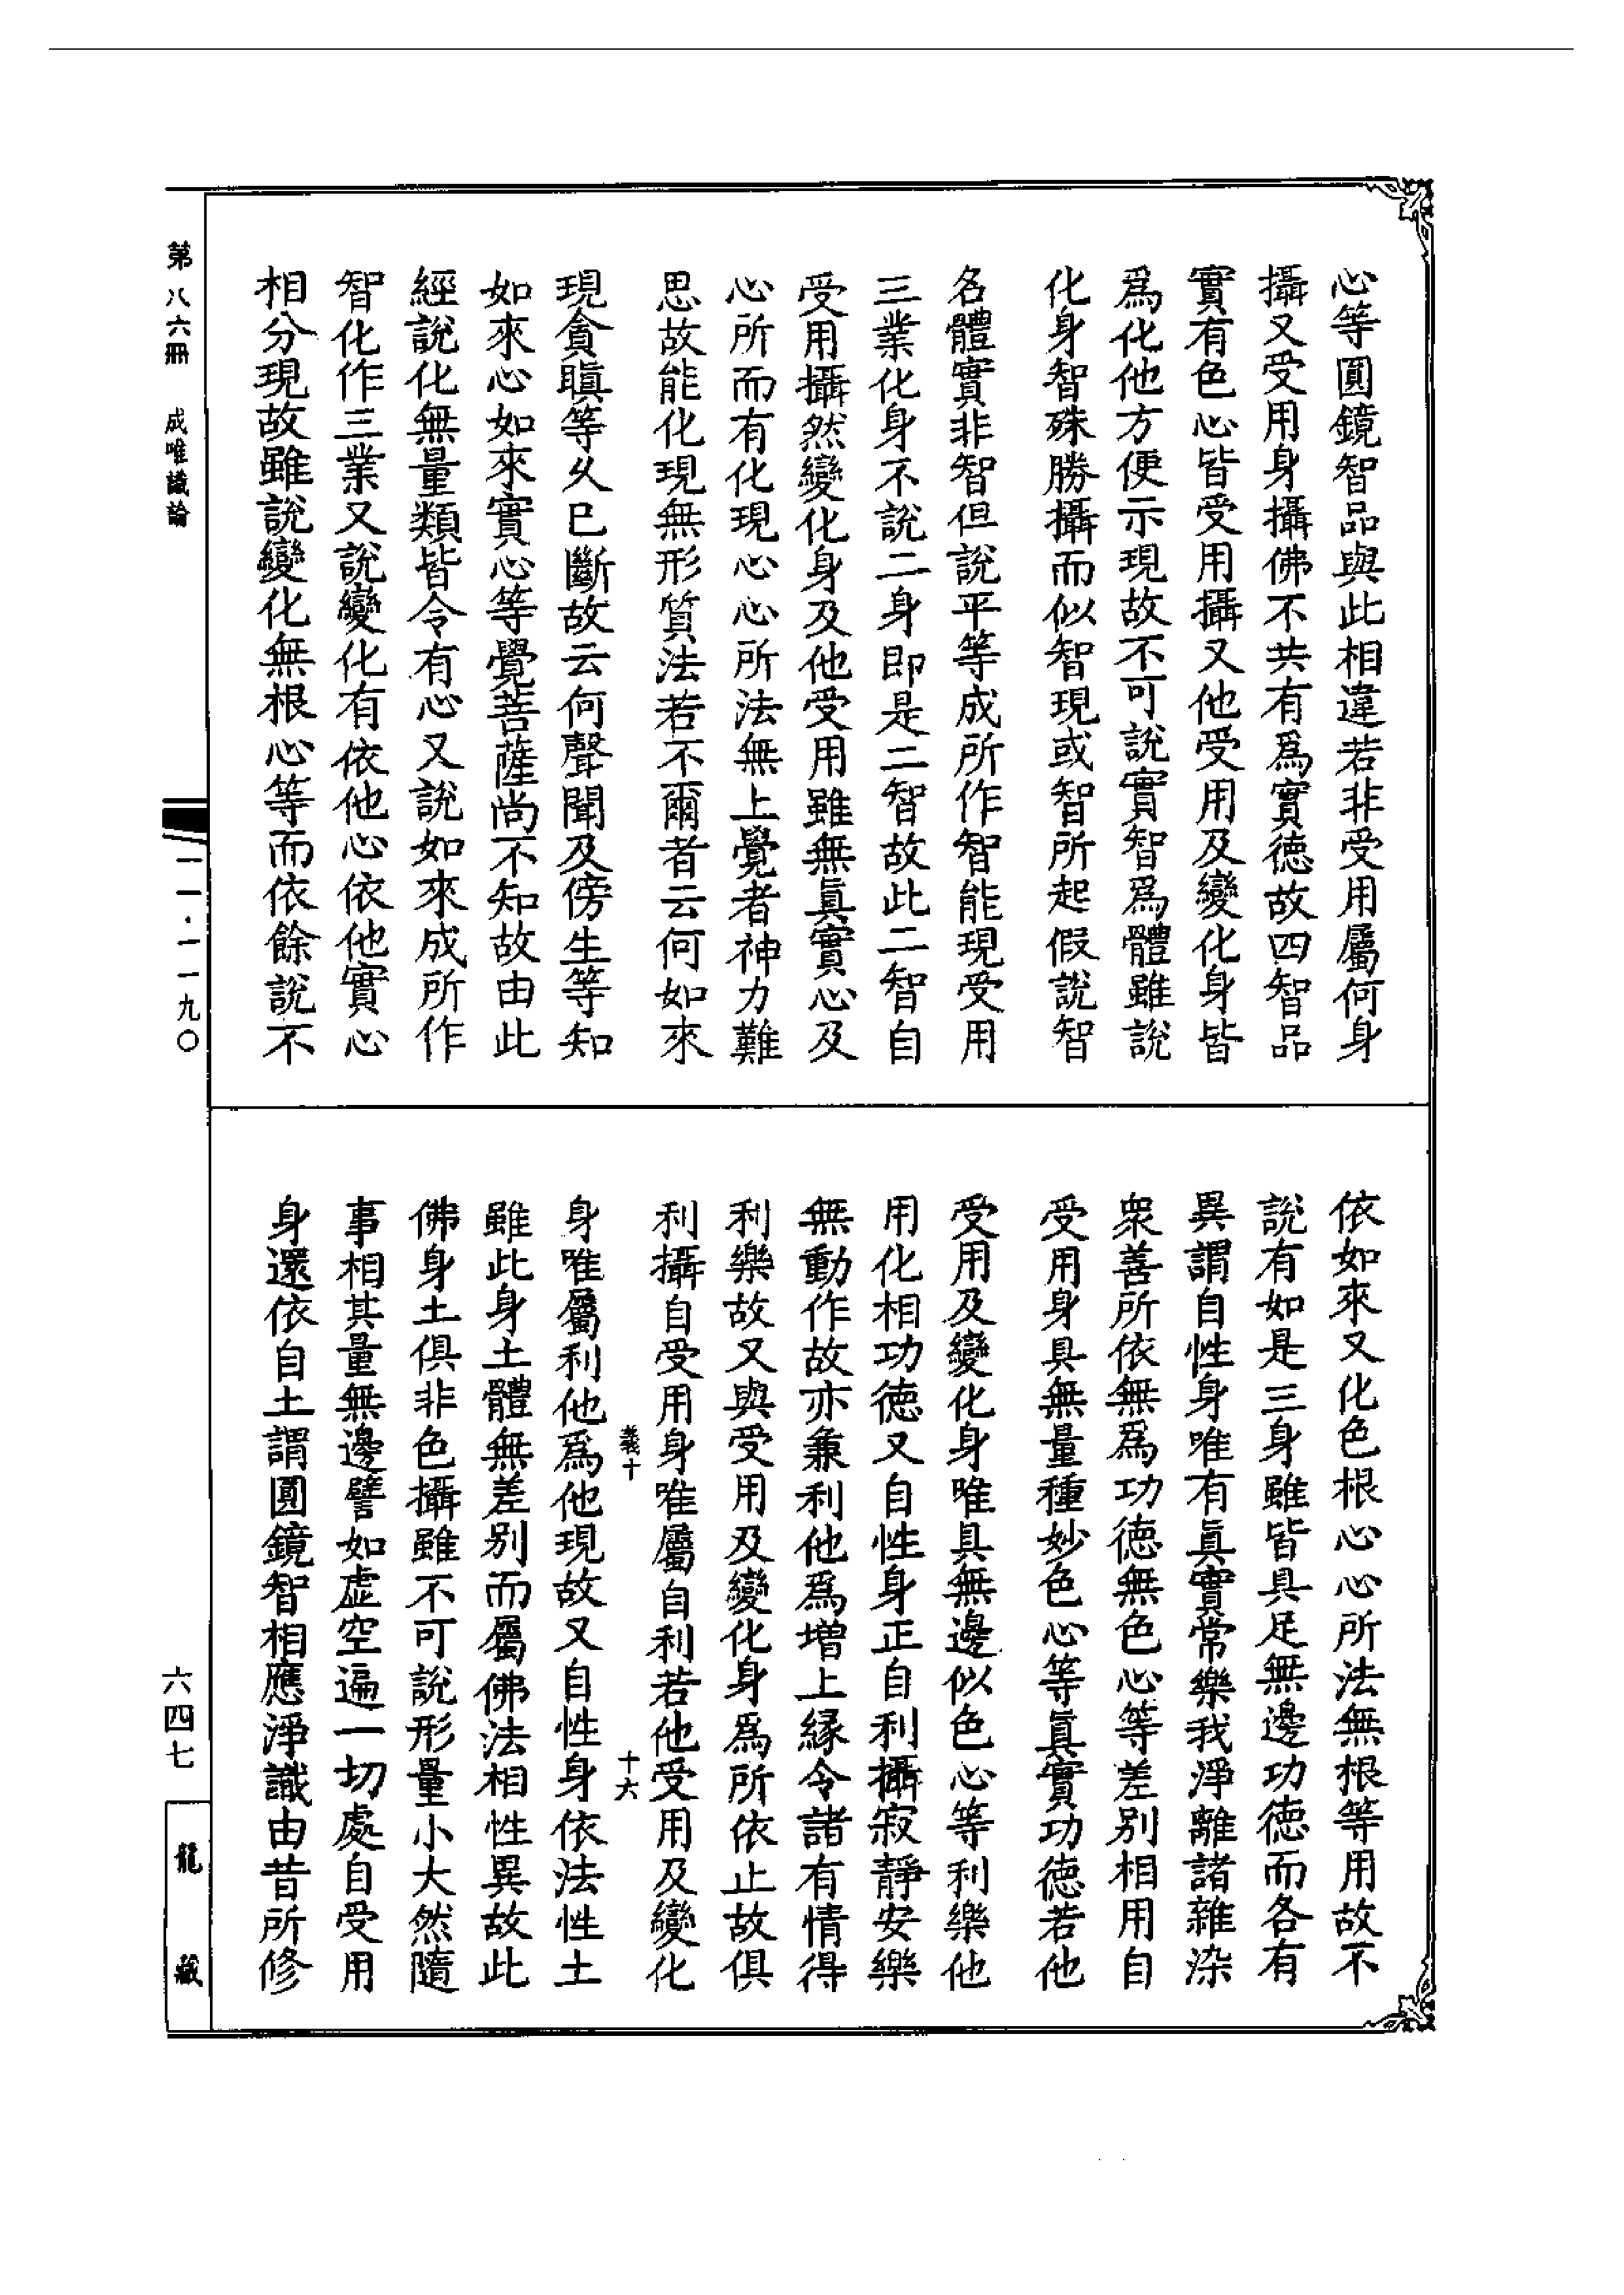 心等圓鏡智品與此相違若非受用屬何身
攝又受用身攝佛不共有爲實德故四智品
實有色心皆受用攝又他受用及變化身皆
爲化他方便示現故不可說實智爲體雖說
化身智殊勝攝而似智現或智所起假說智
名體實非智但說平等成所作智能現受用
三業化身不說二身即是二智故此二智自
受用攝然變化身及他受用雖無眞實心及
心所而有化現心心所法無上覺者神力難
思故能化現無形質法若不爾者云何如來
現貪瞋等久已斷故云何聲聞及傍生等知
如來心如來實心等覺菩薩尚不知故由此
經說化無量類皆令有心又說如來成所作
智化作三業又說變化有依他心依他實心
相分現故雖說變化無根心等而依餘說不
依如來又化色根心心所法無根等用故不
說有如是三身雖皆具足無邊功德而各有
異謂自性身唯有眞實常樂我淨離諸雜染
衆善所依無爲功德無色心等差別相用自
受用身具無量種妙色心等眞實功德若他
受用及變化身唯具無邊似色心等利樂他
用化相功德又自性身正自利攝寂靜安樂
無動作故亦兼利他爲增上緣令諸有情得
利樂故又與受用及變化身爲所依止故俱
利攝自受用身唯屬自利若他受用及變化
義十 十六
身唯屬利他爲他現故又自性身依法性土
雖此身土體無差別而屬佛法相性異故此
佛身土俱非色攝雖不可說形量小大然隨
事相其量無邊譬如虛空遍一切處自受用
身還依自土謂圓鏡智相應淨識由昔所修
第八六冊 成唯識論
一一·一一九〇
六四七
龍藏